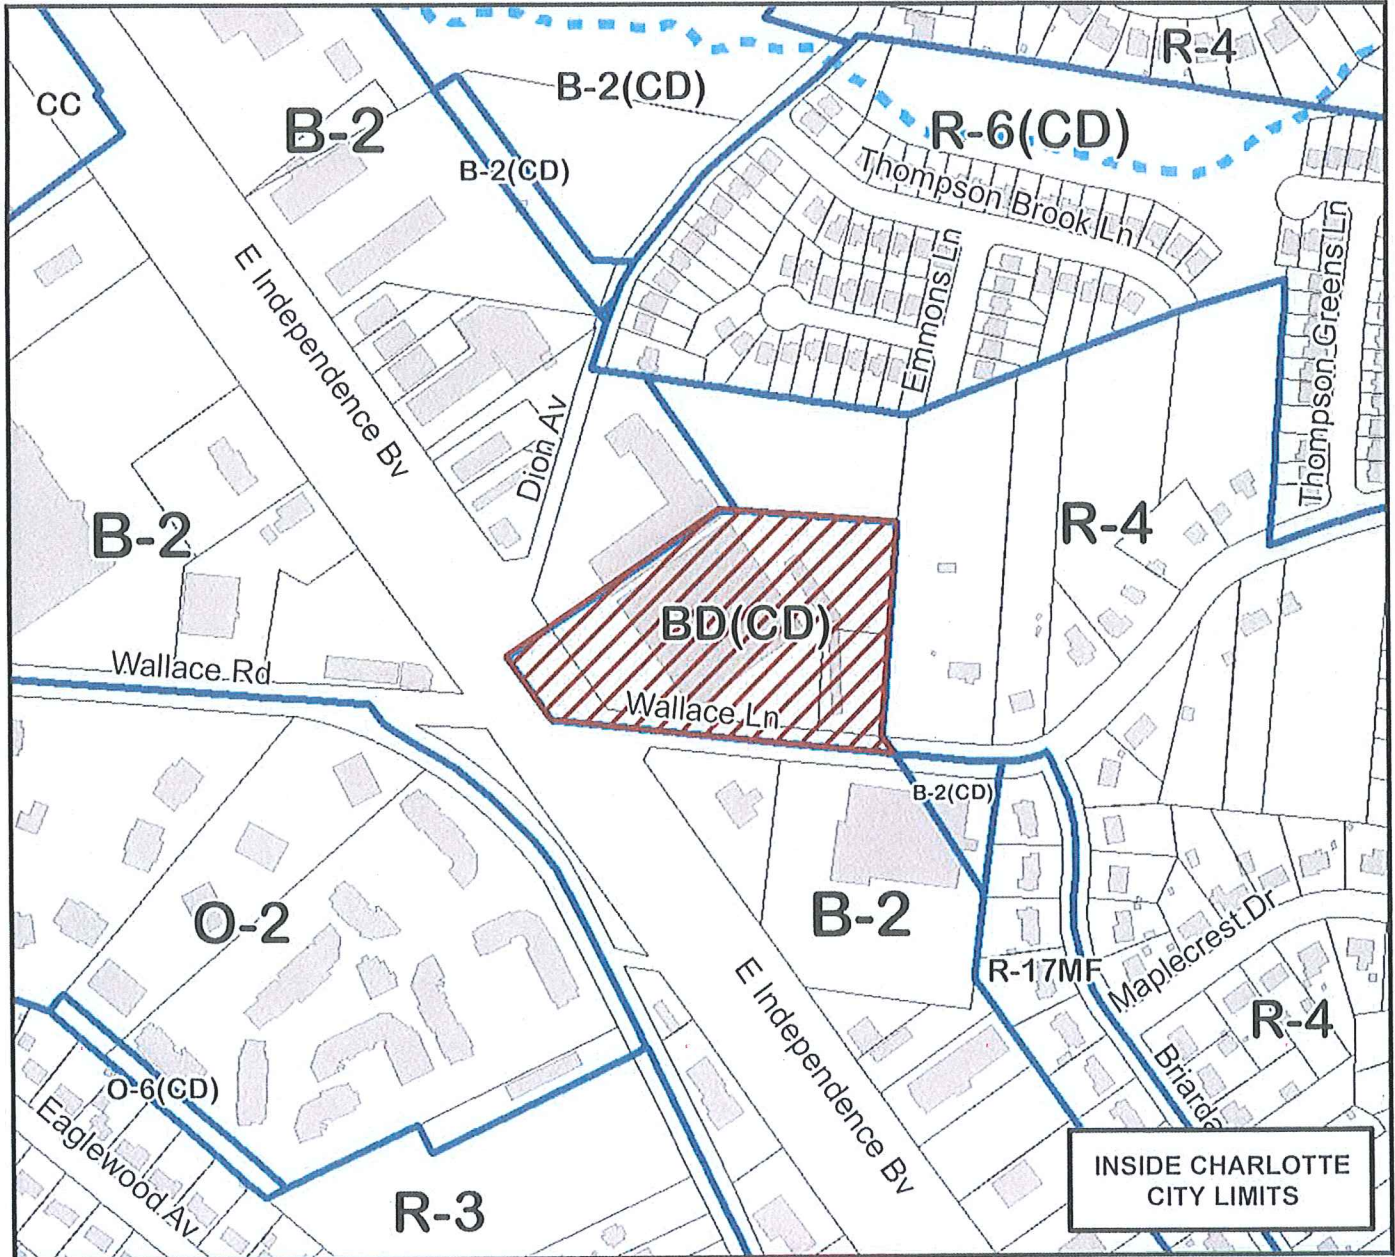 R-4
CC
B-2(CD)
B-2
R-6(CD)
B-2(CD)
Thompson Brook Ln
Thompson Greens Ln
Emmons Ln
E Independence Bv
Dion Av
B-2
R-4
BD(CD)
Wallace Rd
Wallace Ln
B-2(CD)
B-2
O-2
Maplecrest Dr
R-17MF
R-4
E Independence Bv
O-6(CD)
Briarda
Eaglewood Av
R-3
INSIDE CHARLOTTE
CITY LIMITS